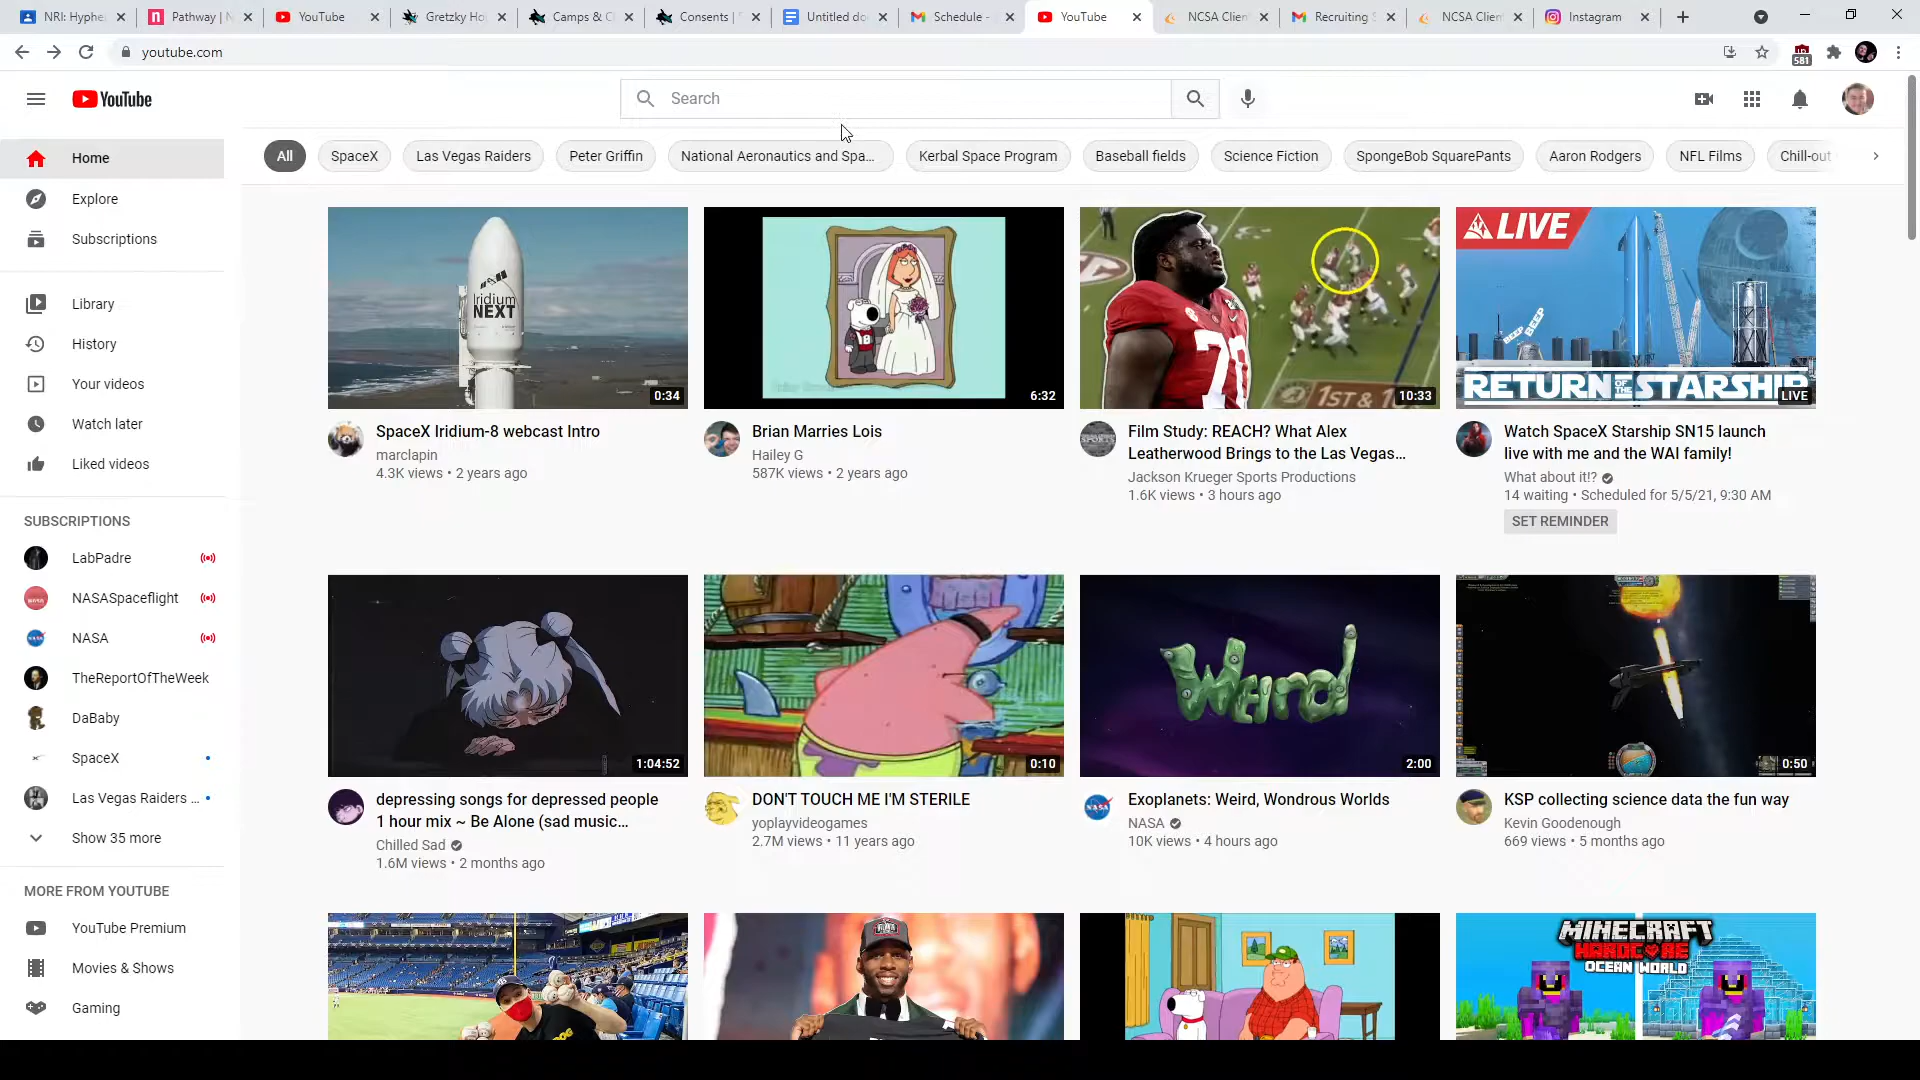 NRI: Hyphe
Pathway | N
YouTube
Gretzky Ho
Camps & C
Consents |
Untitled do
Schedule -
YouTube
NCSA Clien
Recruiting S
NCSA Clien
Instagram
youtube.com
581
YouTube
Search
All
SpaceX
Las Vegas Raiders
Peter Griffin
National Aeronautics and Spa...
Kerbal Space Program
Baseball fields
Science Fiction
SpongeBob SquarePants
Aaron Rodgers
NFL Films
Chill-out
Home
Explore
Subscriptions
Library
History
Your videos
Watch later
Liked videos
SUBSCRIPTIONS
LabPadre
NASASpaceflight
NASA
TheReportOfTheWeek
DaBaby
SpaceX
Las Vegas Raiders ...
Show 35 more
MORE FROM YOUTUBE
YouTube Premium
Movies & Shows
Gaming
Iridium
NEXT
0:34
SpaceX Iridium-8 webcast Intro
marclapin
4.3K views • 2 years ago
6:32
Brian Marries Lois
Hailey G
587K views • 2 years ago
70
1ST & 10
10:33
Film Study: REACH? What Alex
Leatherwood Brings to the Las Vegas...
Jackson Krueger Sports Productions
1.6K views • 3 hours ago
LIVE
BEEP BEEP
RETURN OF THE STARSHIP
LIVE
Watch SpaceX Starship SN15 launch
live with me and the WAI family!
What about it!?
14 waiting • Scheduled for 5/5/21, 9:30 AM
SET REMINDER
1:04:52
depressing songs for depressed people
1 hour mix ~ Be Alone (sad music...
Chilled Sad
1.6M views • 2 months ago
0:10
DON'T TOUCH ME I'M STERILE
yoplayvideogames
2.7M views • 11 years ago
Weird
2:00
Exoplanets: Weird, Wondrous Worlds
NASA
10K views • 4 hours ago
0:50
KSP collecting science data the fun way
Kevin Goodenough
669 views • 5 months ago
MINECRAFT
HARDCORE
OCEAN WORLD